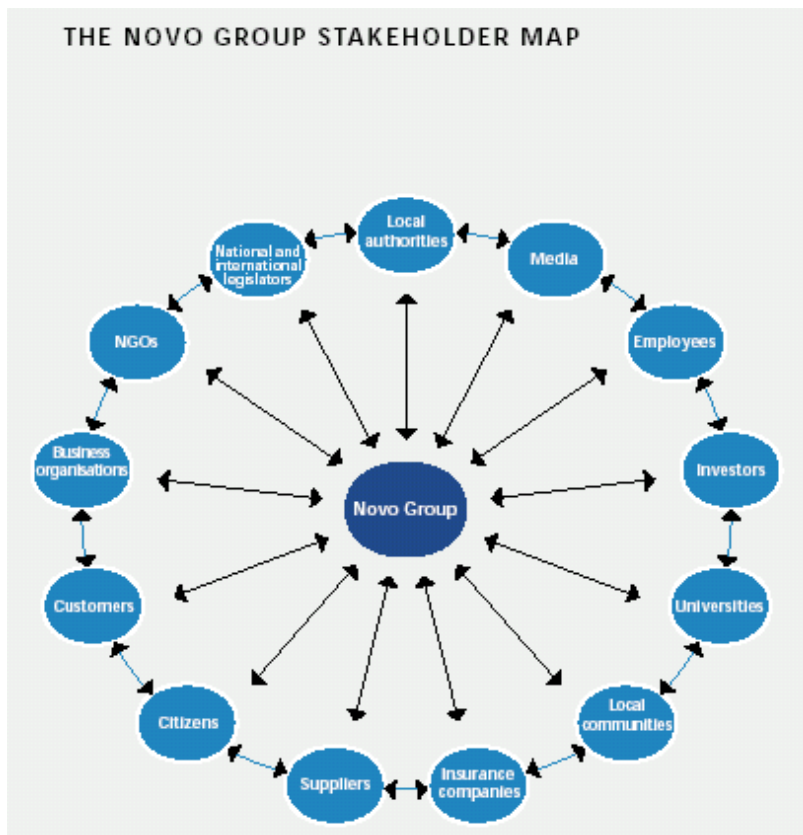 THE NOVO GROUP STAKEHOLDER MAP
Local
authorities
National and
international
legislators
Media
NGOs
Employees
Business
organisations
Investors
Novo Group
Customers
Universities
Citizens
Local
communities
Suppliers
Insurance
companies